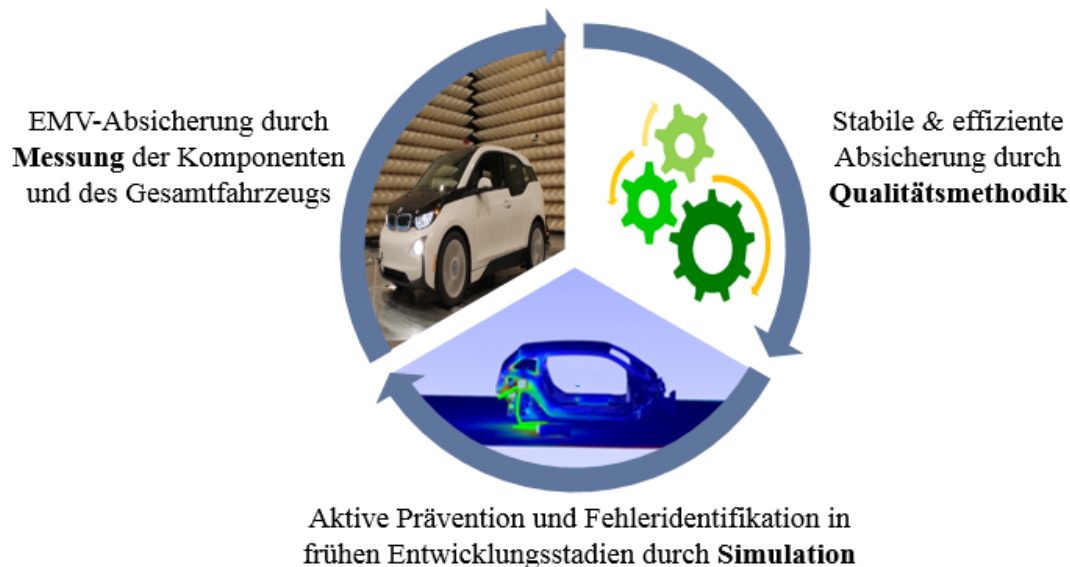 EMV-Absicherung durch
Messung der Komponenten
und des Gesamtfahrzeugs
Stabile & effiziente
Absicherung durch
Qualitätsmethodik
Aktive Prävention und Fehleridentifikation in
frühen Entwicklungsstadien durch Simulation